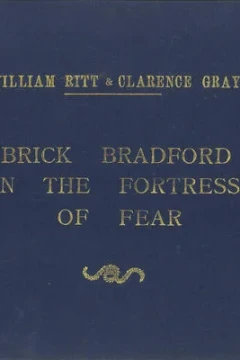 WILLIAM RITT & CLARENCE GRAY
BRICK BRADFORD
N THE FORTRESS
OF FEAR